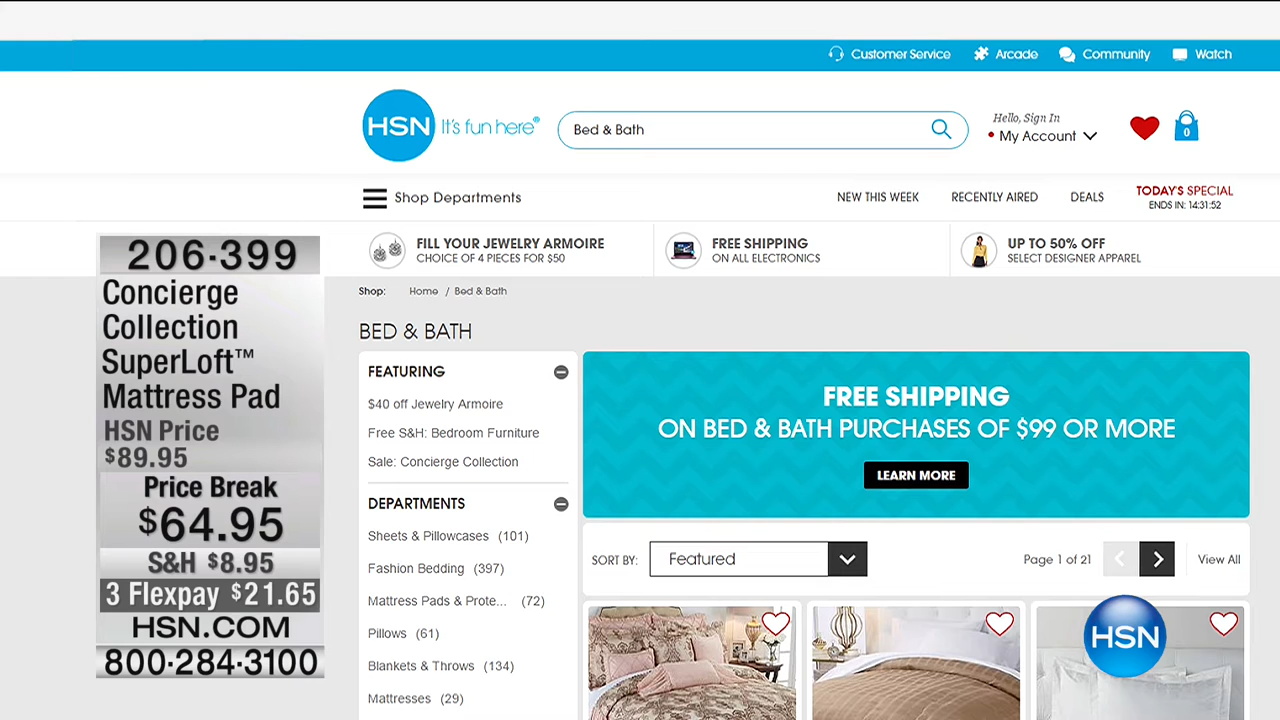 Customer Service
Arcade
Community
Watch
HSN It's fun here®
Bed & Bath
Hello, Sign In
My Account
0
Shop Departments
NEW THIS WEEK
RECENTLY AIRED
DEALS
TODAY'S SPECIAL
ENDS IN: 14:31:52
FILL YOUR JEWELRY ARMOIRE
CHOICE OF 4 PIECES FOR $50
FREE SHIPPING
ON ALL ELECTRONICS
UP TO 50% OFF
SELECT DESIGNER APPAREL
206-399
Concierge
Collection
SuperLoft™
Mattress Pad
HSN Price
$89.95
Price Break
$64.95
S&H $8.95
3 Flexpay $21.65
HSN.COM
800·284·3100
Shop: Home / Bed & Bath
BED & BATH
FEATURING
$40 off Jewelry Armoire
Free S&H: Bedroom Furniture
Sale: Concierge Collection
DEPARTMENTS
Sheets & Pillowcases (101)
Fashion Bedding (397)
Mattress Pads & Prote... (72)
Pillows (61)
Blankets & Throws (134)
Mattresses (29)
FREE SHIPPING
ON BED & BATH PURCHASES OF $99 OR MORE
LEARN MORE
SORT BY: Featured
Page 1 of 21
View All
HSN